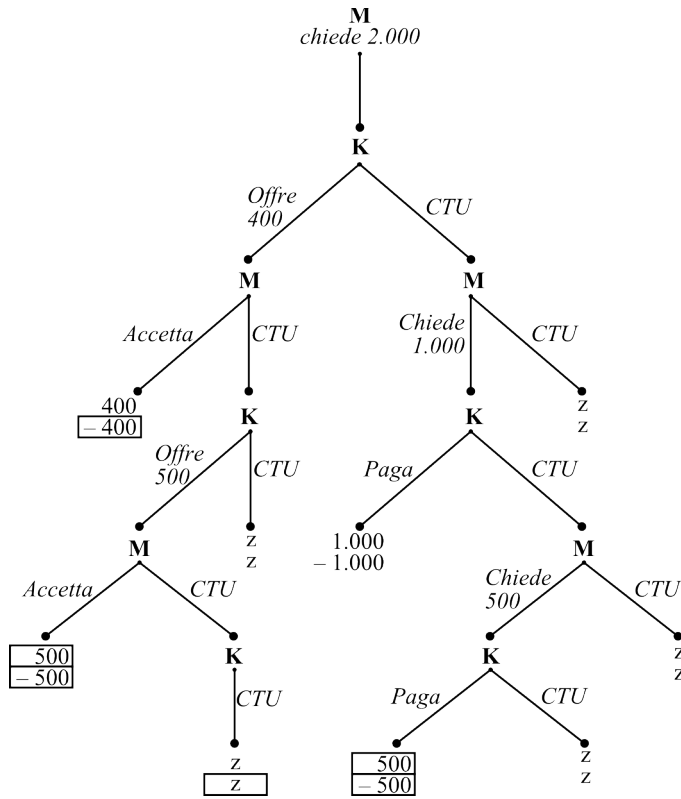 M
chiede 2.000
K
Offre
400
CTU
M
M
Accetta
CTU
Chiede
1.000
CTU
400
– 400
K
K
z
z
Offre
500
CTU
Paga
CTU
M
z
z
1.000
– 1.000
M
Accetta
CTU
Chiede
500
CTU
500
– 500
K
K
z
z
CTU
Paga
CTU
z
z
500
– 500
z
z